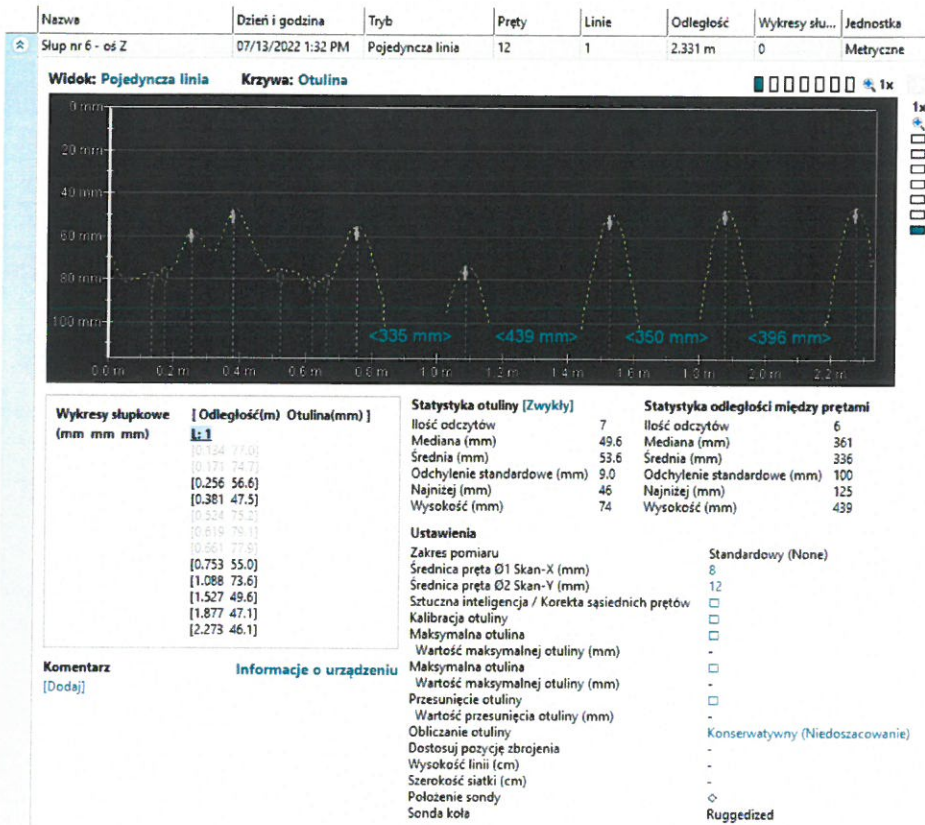 Nazwa Dzień i godzina Tryb Pręty Linie Odległość Wykresy słu... Jednostka
Słup nr 6 - oś Z 07/13/2022 1:32 PM Pojedyncza linia 12 1 2.331 m 0 Metryczne
Widok: Pojedyncza linia Krzywa: Otulina 1x
1x
0 mm
20 mm
40 mm
60 mm
80 mm
100 mm
<335 mm> <439 mm> <350 mm> <396 mm>
0.0 m 0.2 m 0.4 m 0.6 m 0.8 m 1.0 m 1.2 m 1.4 m 1.6 m 1.8 m 2.0 m 2.2 m
Wykresy słupkowe
(mm mm mm)
[ Odległość(m) Otulina(mm) ]
L: 1
[0.134 77.0]
[0.171 74.7]
[0.256 56.6]
[0.381 47.5]
[0.524 75.2]
[0.619 79.1]
[0.661 77.9]
[0.753 55.0]
[1.088 73.6]
[1.527 49.6]
[1.877 47.1]
[2.273 46.1]
Komentarz
[Dodaj]
Informacje o urządzeniu
Statystyka otuliny [Zwykły]
Ilość odczytów 7
Mediana (mm) 49.6
Średnia (mm) 53.6
Odchylenie standardowe (mm) 9.0
Najniżej (mm) 46
Wysokość (mm) 74
Statystyka odległości między prętami
Ilość odczytów 6
Mediana (mm) 361
Średnia (mm) 336
Odchylenie standardowe (mm) 100
Najniżej (mm) 125
Wysokość (mm) 439
Ustawienia
Zakres pomiaru Standardowy (None)
Średnica pręta Ø1 Skan-X (mm) 8
Średnica pręta Ø2 Skan-Y (mm) 12
Sztuczna inteligencja / Korekta sąsiednich prętów
Kalibracja otuliny
Maksymalna otulina
Wartość maksymalnej otuliny (mm) -
Maksymalna otulina
Wartość maksymalnej otuliny (mm) -
Przesunięcie otuliny
Wartość przesunięcia otuliny (mm) -
Obliczanie otuliny Konserwatywny (Niedoszacowanie)
Dostosuj pozycję zbrojenia -
Wysokość linii (cm) -
Szerokość siatki (cm) -
Położenie sondy
Sonda koła Ruggedized